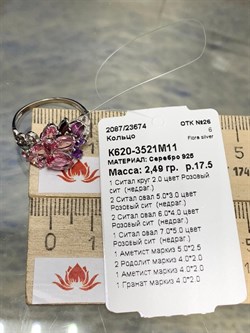 2087/23674 ОТК №26
Кольцо 6
Flora silver
К620-3521М11
МАТЕРИАЛ: Серебро 925
Масса: 2,49 гр. р.17.5
1 Ситал круг 2.0 цвет Розовый
сит (недраг.)
2 Ситал овал 5.0*3.0 цвет
Розовый сит (недраг.)
2 Ситал овал 6.0*4.0 цвет
Розовый сит (недраг.)
1 Ситал овал 7.0*5.0 цвет
Розовый сит (недраг.)
1 Аметист маркиз 5.0*2.5
2 Родолит маркиз 4.0*2.0
1 Аметист маркиз 4.0*2.0
1 Гранат маркиз 4.0*2.0